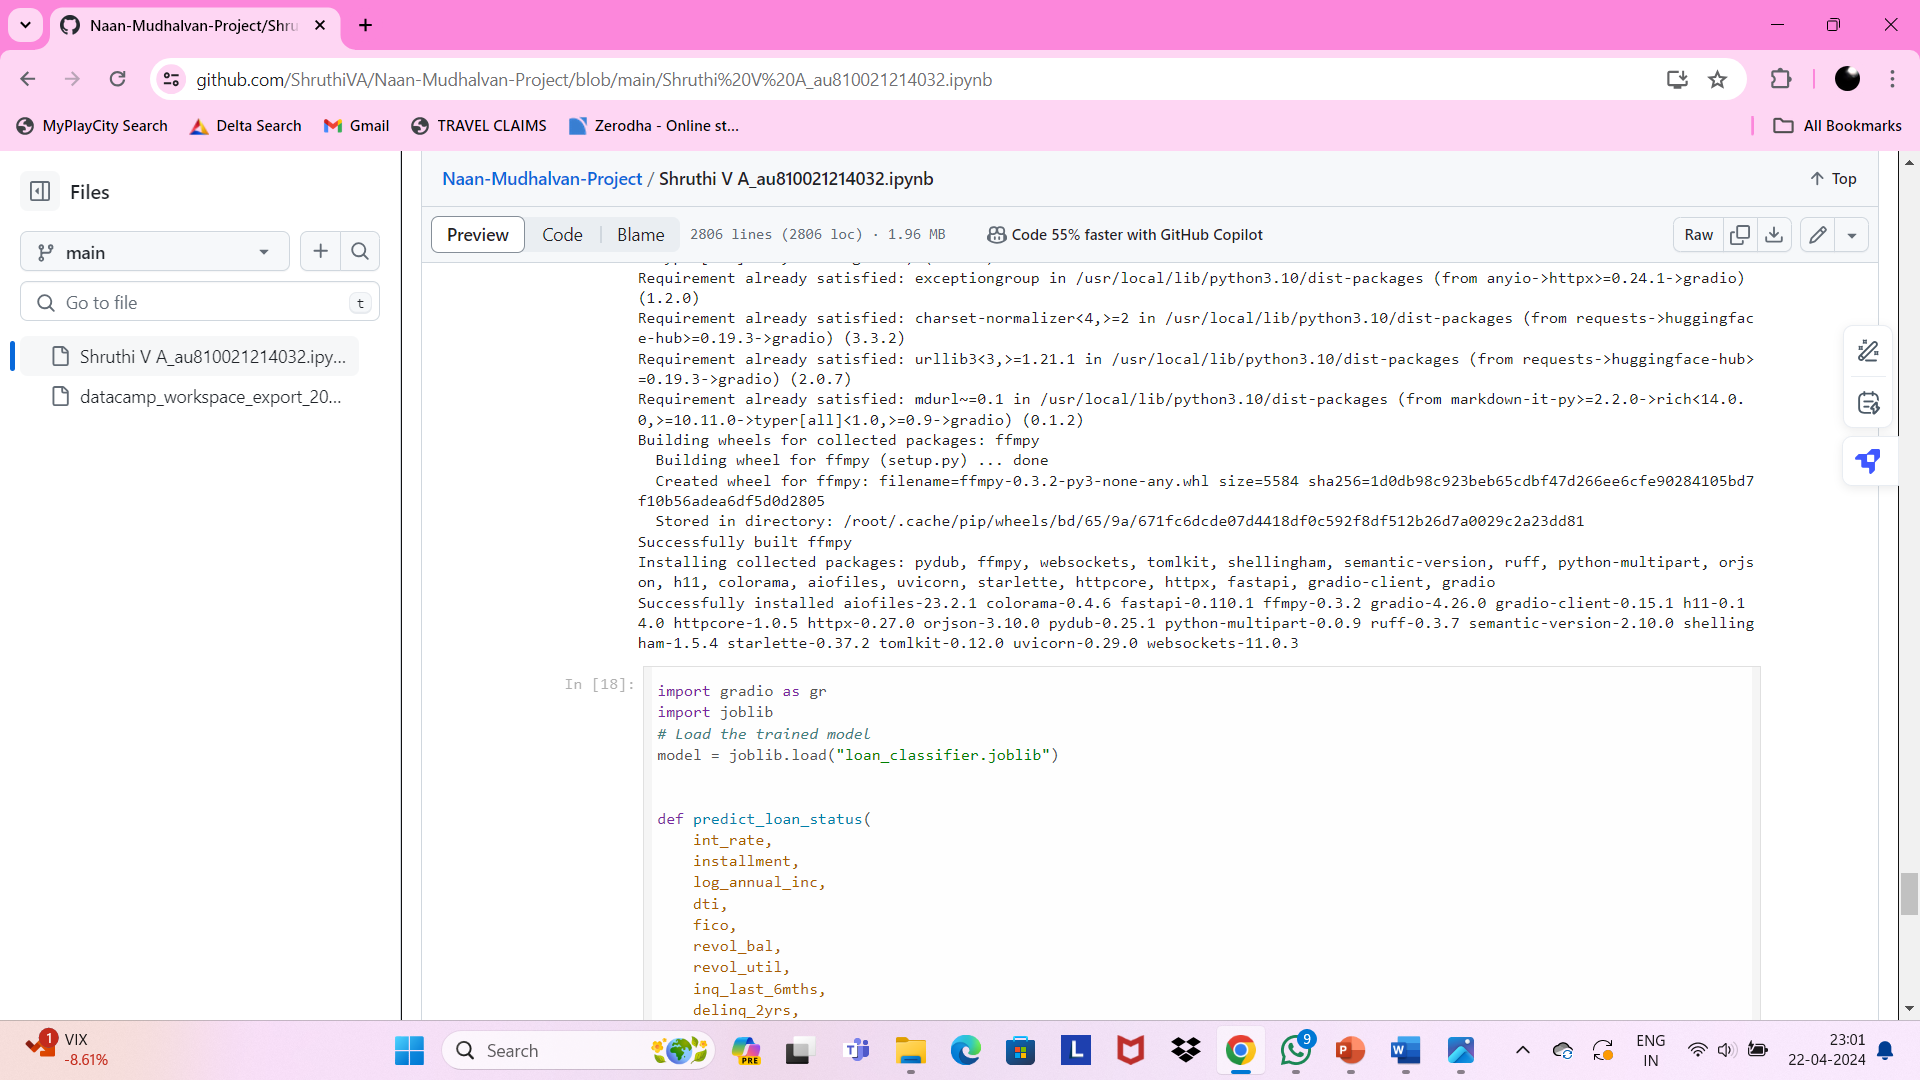 Naan-Mudhalvan-Project/Shru
github.com/ShruthiVA/Naan-Mudhalvan-Project/blob/main/Shruthi%20V%20A_au810021214032.ipynb
MyPlayCity Search
Delta Search
Gmail
TRAVEL CLAIMS
Zerodha - Online st...
All Bookmarks
Files
main
Go to file
t
Shruthi V A_au810021214032.ipy...
datacamp_workspace_export_20...
Naan-Mudhalvan-Project / Shruthi V A_au810021214032.ipynb
Top
Preview
Code
Blame
2806 lines (2806 loc) · 1.96 MB
Code 55% faster with GitHub Copilot
Raw
Requirement already satisfied: exceptiongroup in /usr/local/lib/python3.10/dist-packages (from anyio->httpx>=0.24.1->gradio)
(1.2.0)
Requirement already satisfied: charset-normalizer<4,>=2 in /usr/local/lib/python3.10/dist-packages (from requests->huggingfac
e-hub>=0.19.3->gradio) (3.3.2)
Requirement already satisfied: urllib3<3,>=1.21.1 in /usr/local/lib/python3.10/dist-packages (from requests->huggingface-hub>
=0.19.3->gradio) (2.0.7)
Requirement already satisfied: mdurl~=0.1 in /usr/local/lib/python3.10/dist-packages (from markdown-it-py>=2.2.0->rich<14.0.
0,>=10.11.0->typer[all]<1.0,>=0.9->gradio) (0.1.2)
Building wheels for collected packages: ffmpy
  Building wheel for ffmpy (setup.py) ... done
  Created wheel for ffmpy: filename=ffmpy-0.3.2-py3-none-any.whl size=5584 sha256=1d0db98c923beb65cdbf47d266ee6cfe90284105bd7
f10b56adea6df5d0d2805
  Stored in directory: /root/.cache/pip/wheels/bd/65/9a/671fc6dcde07d4418df0c592f8df512b26d7a0029c2a23dd81
Successfully built ffmpy
Installing collected packages: pydub, ffmpy, websockets, tomlkit, shellingham, semantic-version, ruff, python-multipart, orjs
on, h11, colorama, aiofiles, uvicorn, starlette, httpcore, httpx, fastapi, gradio-client, gradio
Successfully installed aiofiles-23.2.1 colorama-0.4.6 fastapi-0.110.1 ffmpy-0.3.2 gradio-4.26.0 gradio-client-0.15.1 h11-0.1
4.0 httpcore-1.0.5 httpx-0.27.0 orjson-3.10.0 pydub-0.25.1 python-multipart-0.0.9 ruff-0.3.7 semantic-version-2.10.0 shelling
ham-1.5.4 starlette-0.37.2 tomlkit-0.12.0 uvicorn-0.29.0 websockets-11.0.3
In [18]:
import gradio as gr
import joblib
# Load the trained model
model = joblib.load("loan_classifier.joblib")
def predict_loan_status(
    int_rate,
    installment,
    log_annual_inc,
    dti,
    fico,
    revol_bal,
    revol_util,
    inq_last_6mths,
    delinq_2yrs,
1
VIX
-8.61%
Search
PRE
9
ENG
IN
23:01
22-04-2024